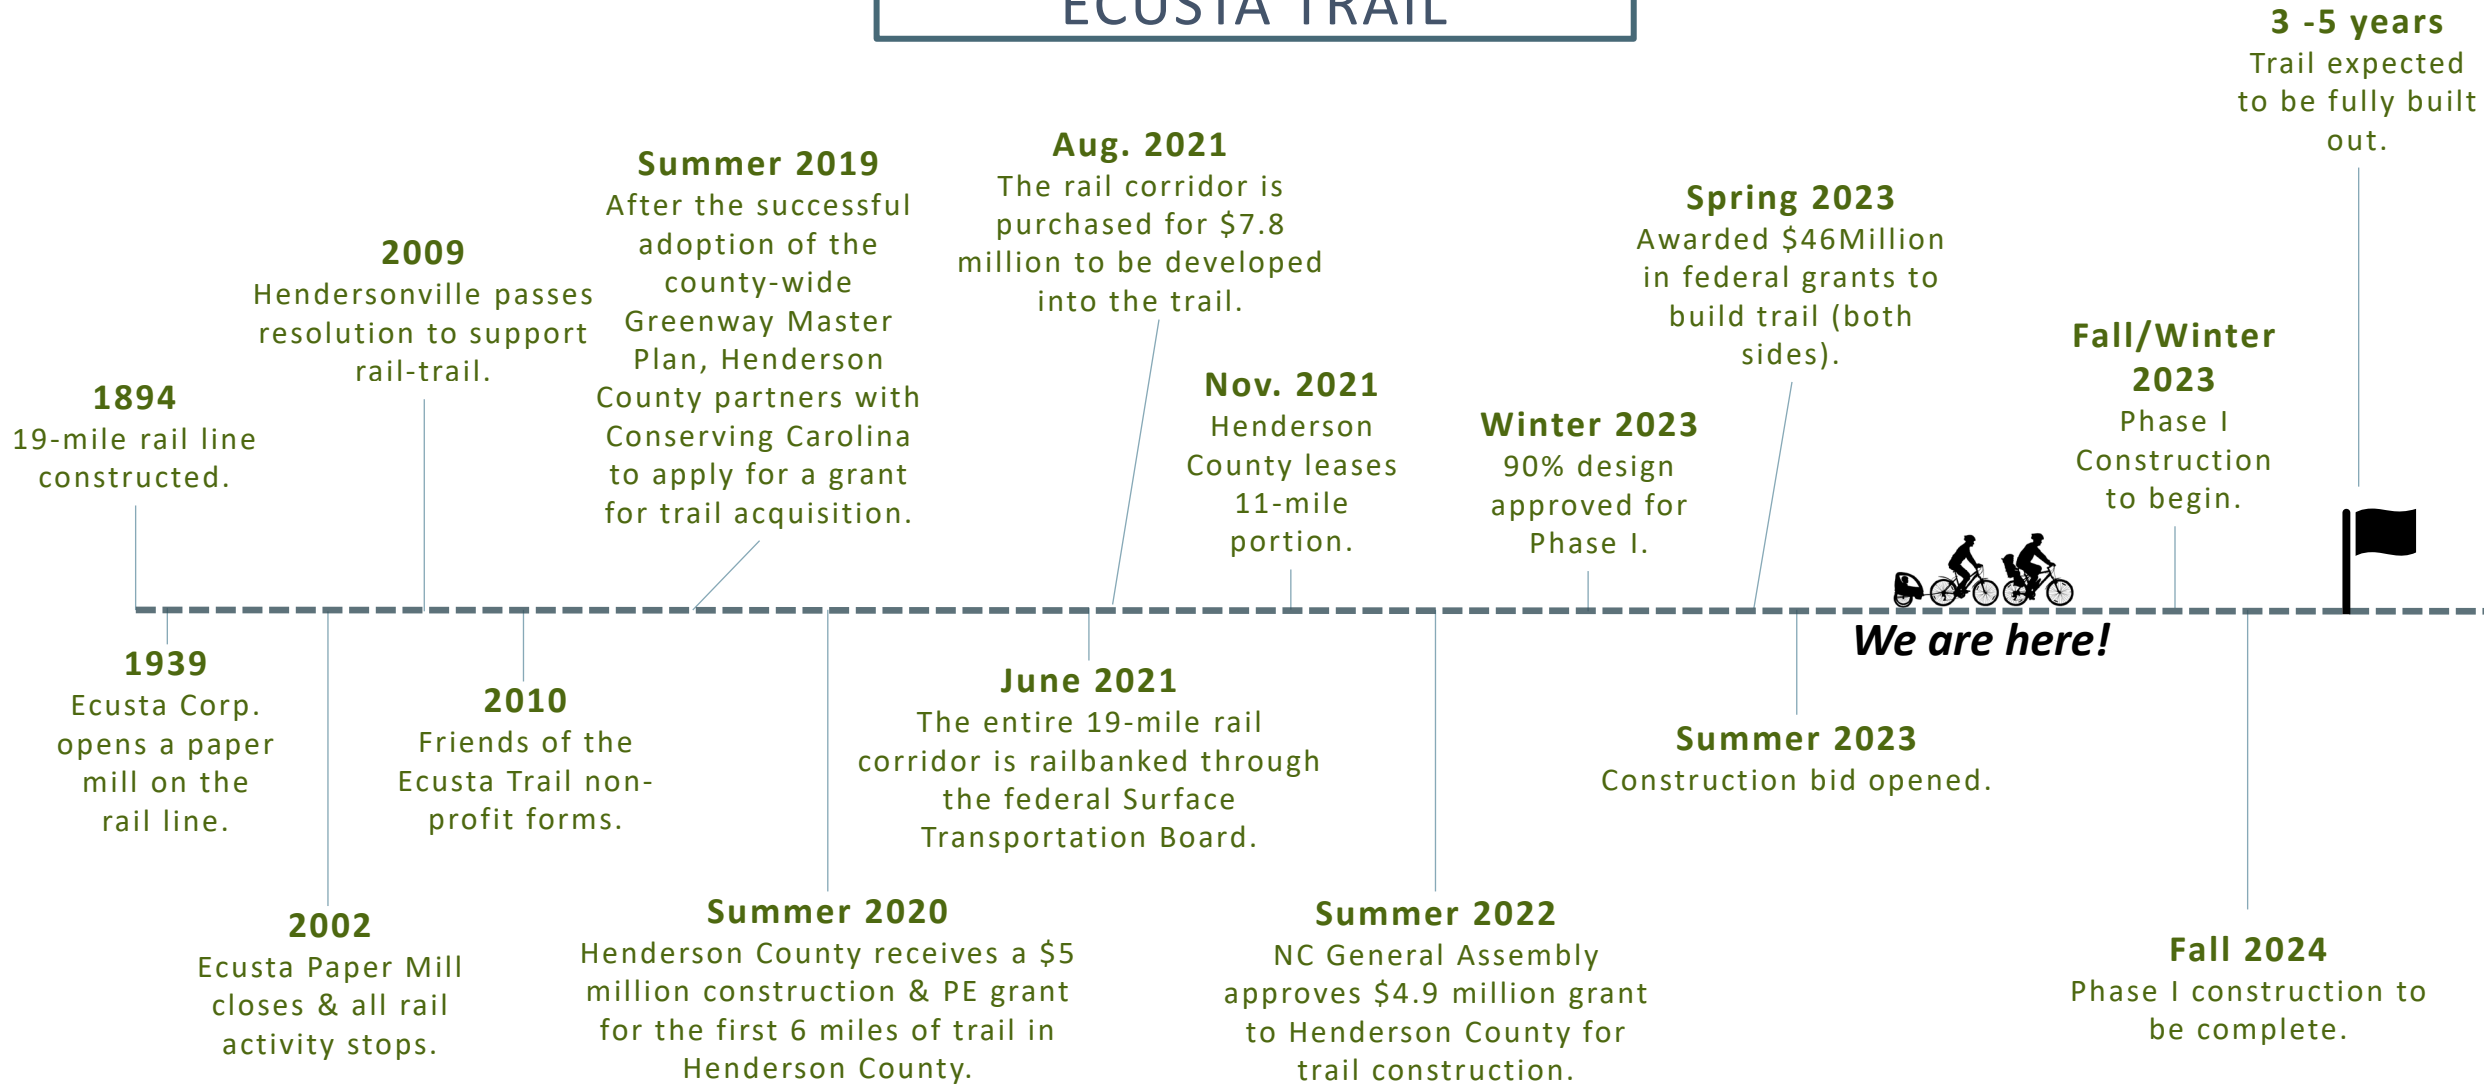 ECUSTA TRAIL
1894
19-mile rail line
constructed.
1939
Ecusta Corp.
opens a paper
mill on the
rail line.
2002
Ecusta Paper Mill
closes & all rail
activity stops.
2009
Hendersonville passes
resolution to support
rail-trail.
2010
Friends of the
Ecusta Trail non-
profit forms.
Summer 2019
After the successful
adoption of the
county-wide
Greenway Master
Plan, Henderson
County partners with
Conserving Carolina
to apply for a grant
for trail acquisition.
Summer 2020
Henderson County receives a $5
million construction & PE grant
for the first 6 miles of trail in
Henderson County.
June 2021
The entire 19-mile rail
corridor is railbanked through
the federal Surface
Transportation Board.
Aug. 2021
The rail corridor is
purchased for $7.8
million to be developed
into the trail.
Nov. 2021
Henderson
County leases
11-mile
portion.
Summer 2022
NC General Assembly
approves $4.9 million grant
to Henderson County for
trail construction.
Winter 2023
90% design
approved for
Phase I.
Spring 2023
Awarded $46Million
in federal grants to
build trail (both
sides).
Summer 2023
Construction bid opened.
We are here!
Fall/Winter
2023
Phase I
Construction
to begin.
Fall 2024
Phase I construction to
be complete.
3 -5 years
Trail expected
to be fully built
out.